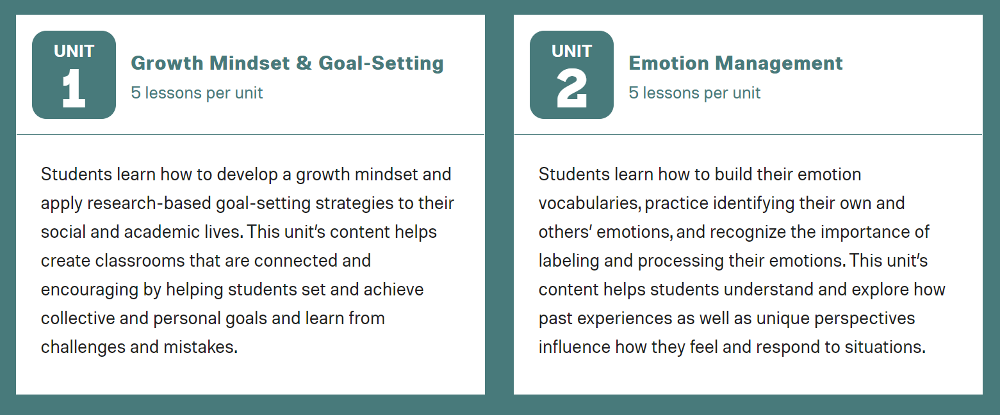 UNIT
1
Growth Mindset & Goal-Setting
5 lessons per unit
Students learn how to develop a growth mindset and
apply research-based goal-setting strategies to their
social and academic lives. This unit’s content helps
create classrooms that are connected and
encouraging by helping students set and achieve
collective and personal goals and learn from
challenges and mistakes.
UNIT
2
Emotion Management
5 lessons per unit
Students learn how to build their emotion
vocabularies, practice identifying their own and
others’ emotions, and recognize the importance of
labeling and processing their emotions. This unit’s
content helps students understand and explore how
past experiences as well as unique perspectives
influence how they feel and respond to situations.